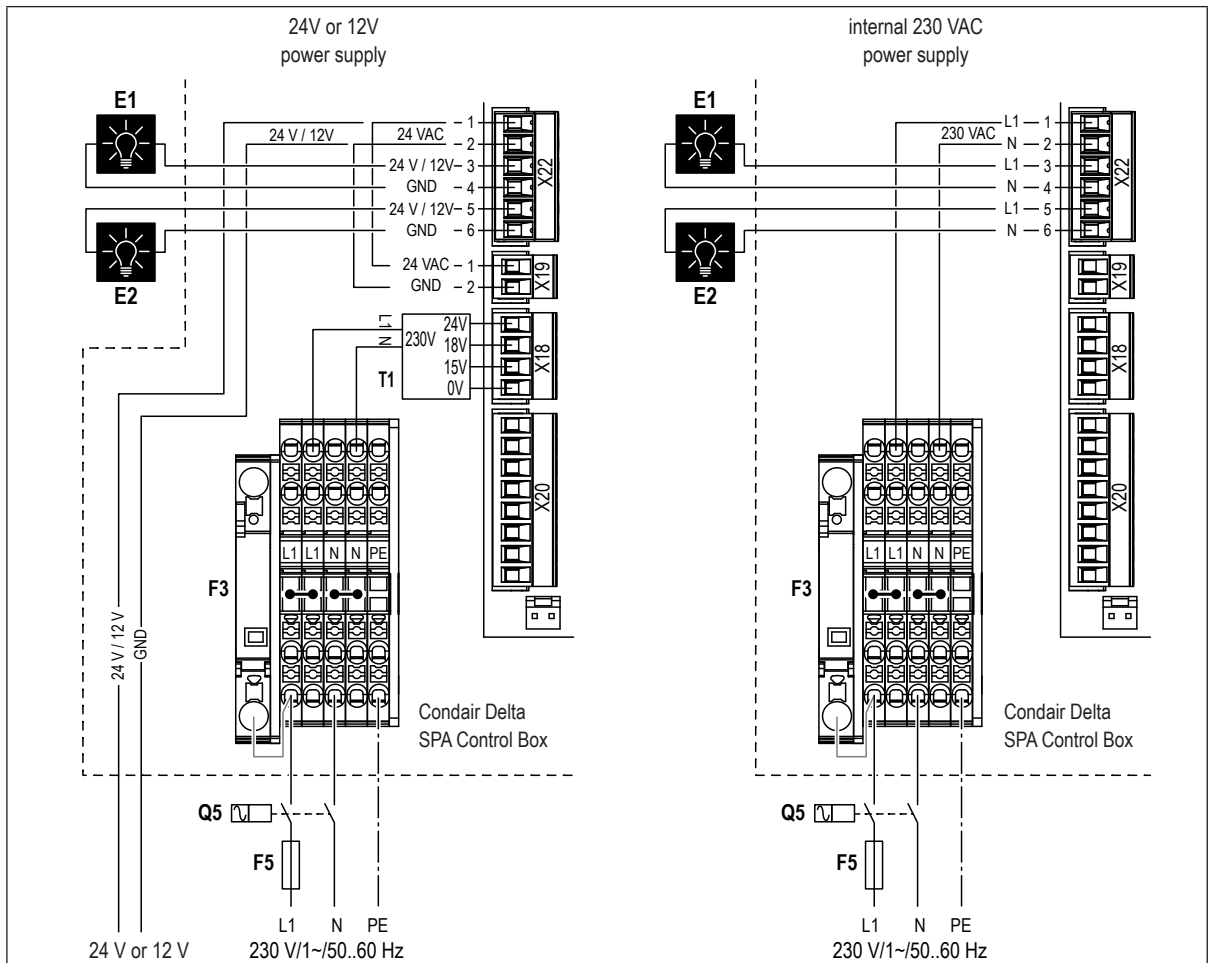 24V or 12V
power supply
E1
24 V / 12V
24 VAC
1
2
24 V / 12V
3
GND
4
24 V / 12V
5
GND
6
X22
E2
24 VAC
1
GND
2
X19
L1
N
230V
24V
18V
15V
0V
T1
X18
X20
L1 L1 N N PE
F3
24 V / 12 V
GND
Condair Delta
SPA Control Box
Q5
F5
L1 N PE
24 V or 12 V
230 V/1~/50..60 Hz
internal 230 VAC
power supply
E1
L1
1
230 VAC
N
2
L1
3
N
4
L1
5
N
6
X22
E2
X19
X18
X20
L1 L1 N N PE
F3
Condair Delta
SPA Control Box
Q5
F5
L1 N PE
230 V/1~/50..60 Hz